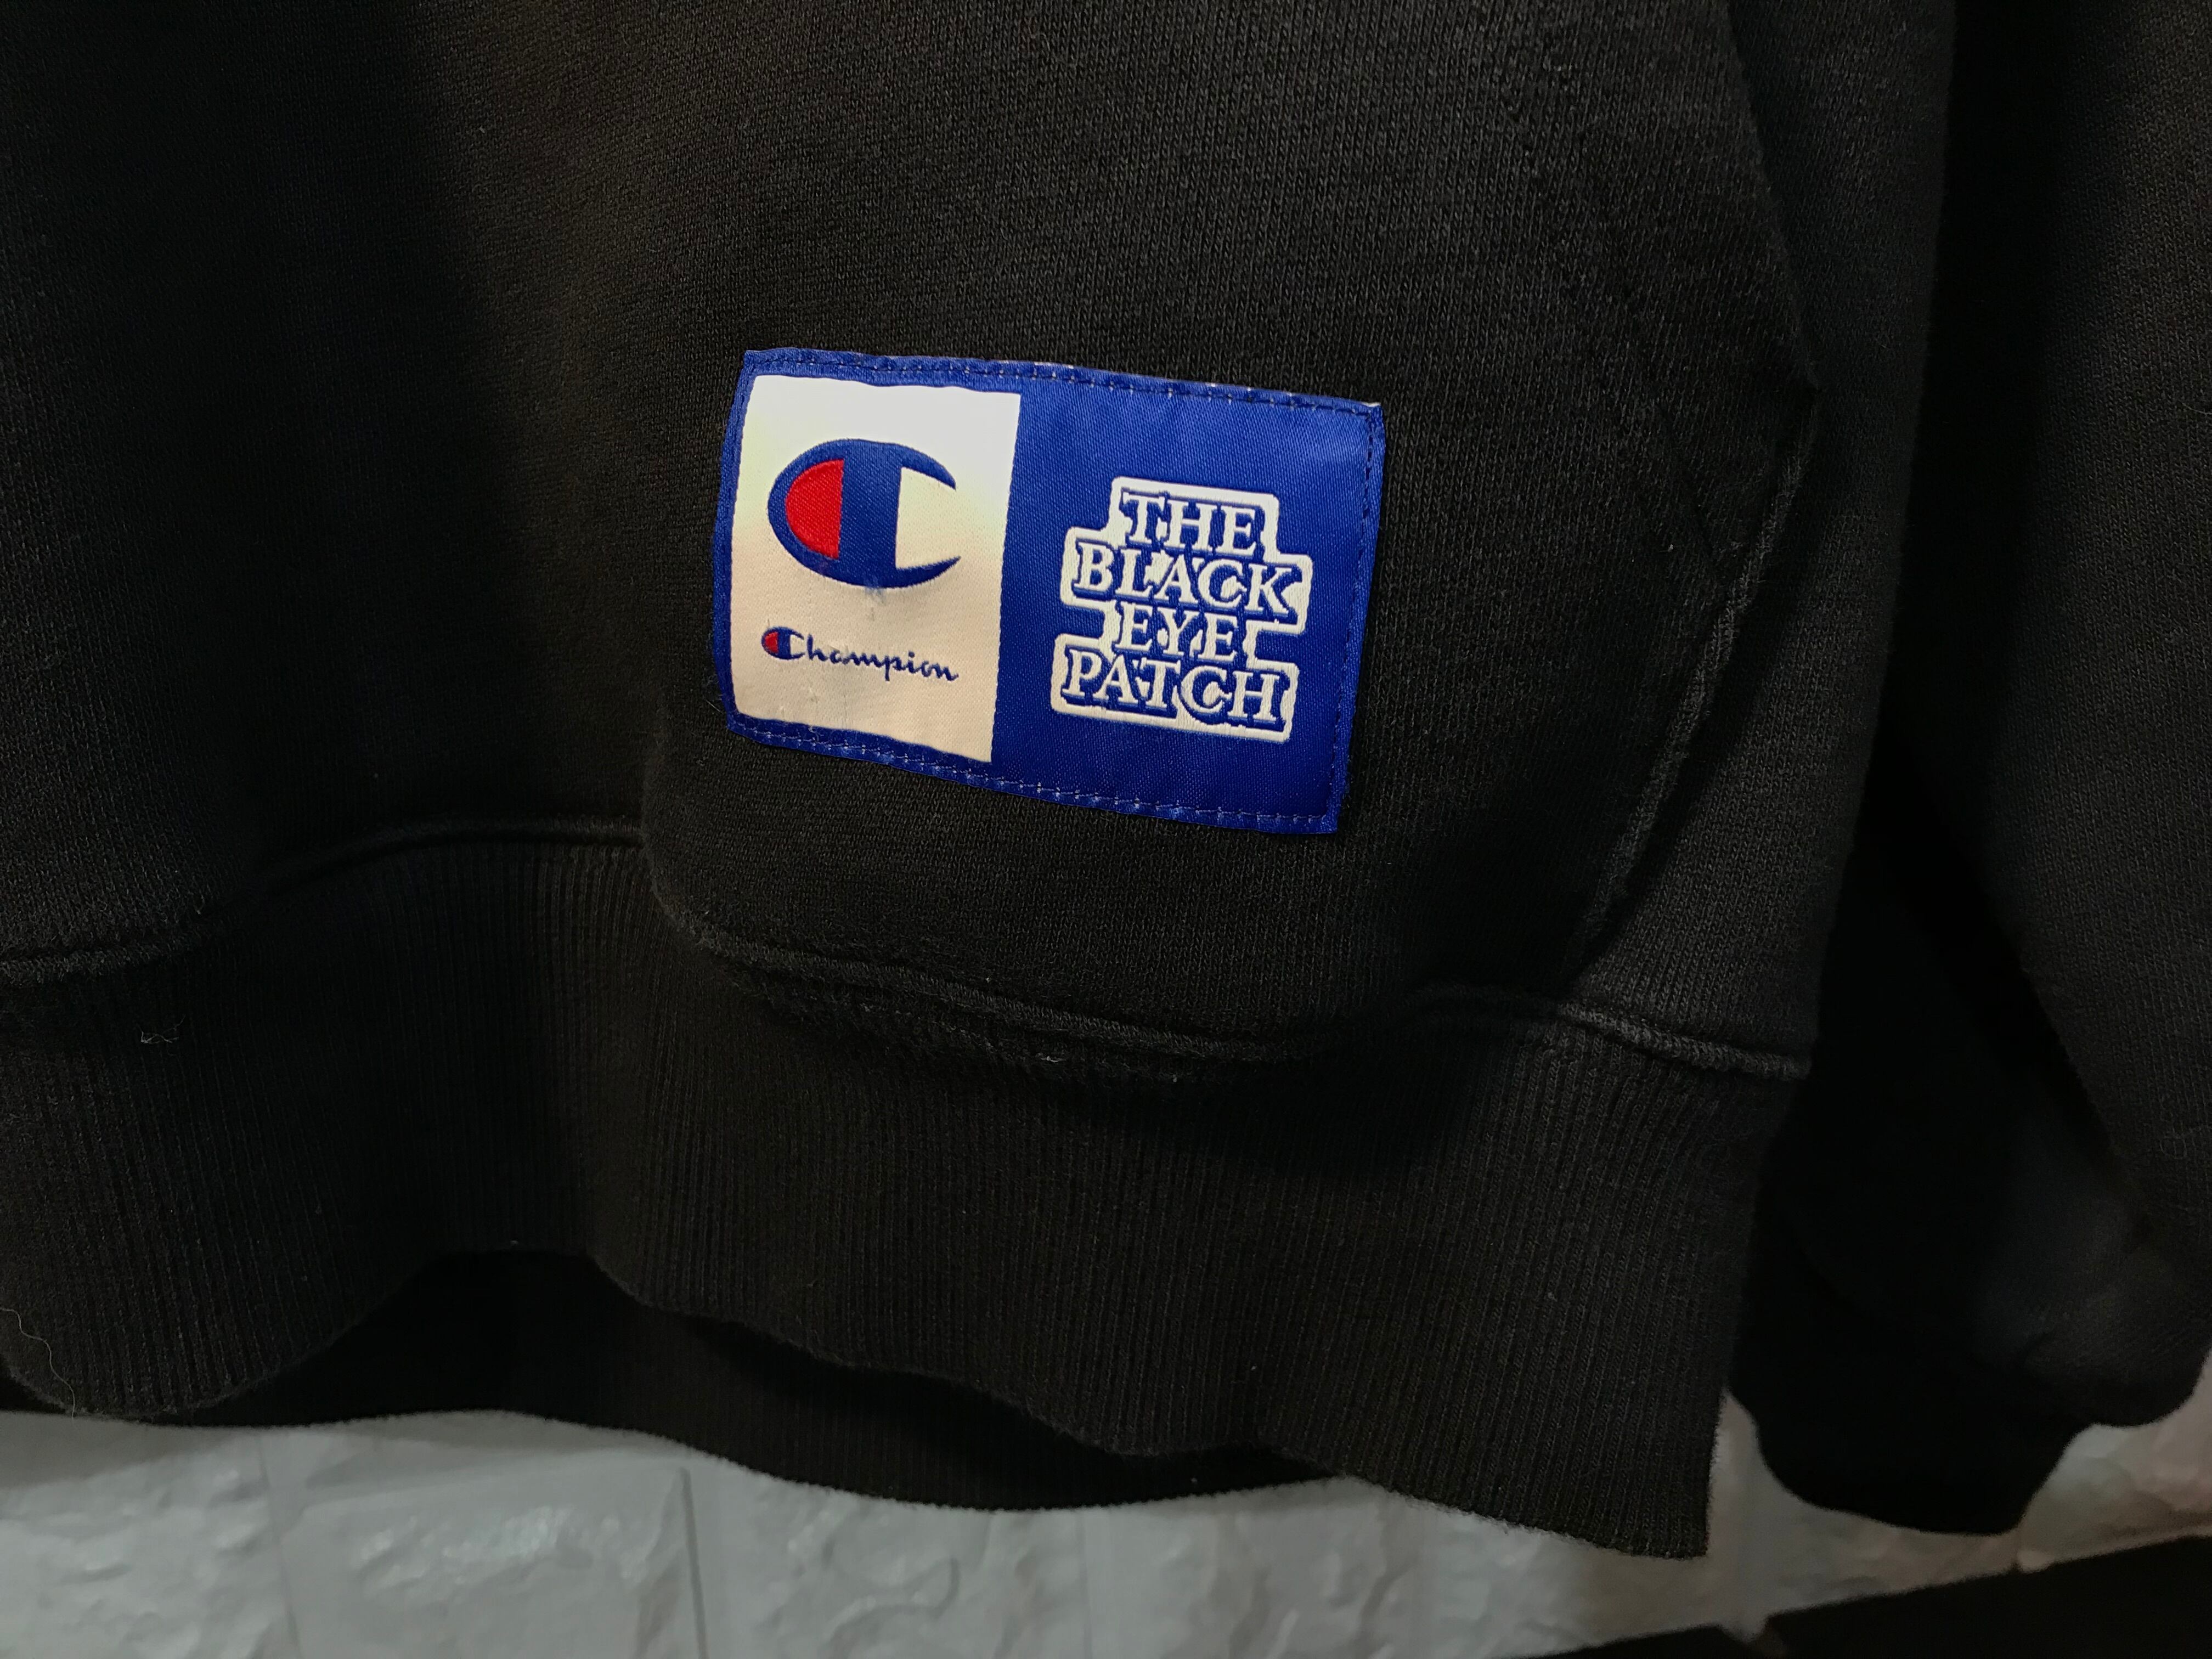 Champion
THE
BLACK
EYE
PATCH